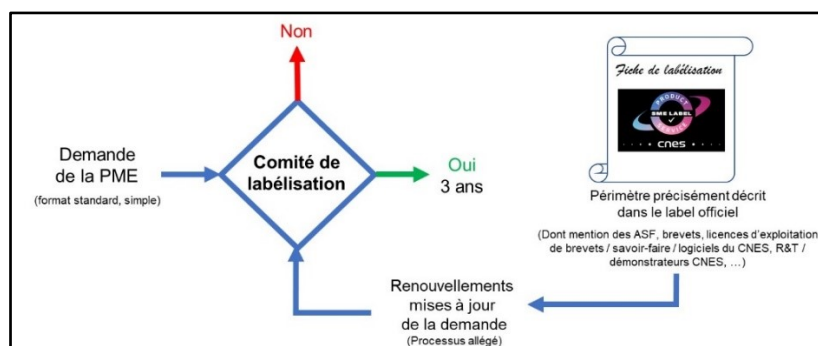 Non
Demande
de la PME
(format standard, simple)
Comité de
labélisation
Oui
3 ans
Fiche de labélisation
PRODUCT
SME LABEL
SERVICE
cnes
Périmètre précisément décrit
dans le label officiel
(Dont mention des ASF, brevets, licences d'exploitation
de brevets / savoir-faire / logiciels du CNES, R&T /
démonstrateurs CNES, …)
Renouvellements
mises à jour
de la demande
(Processus allégé)